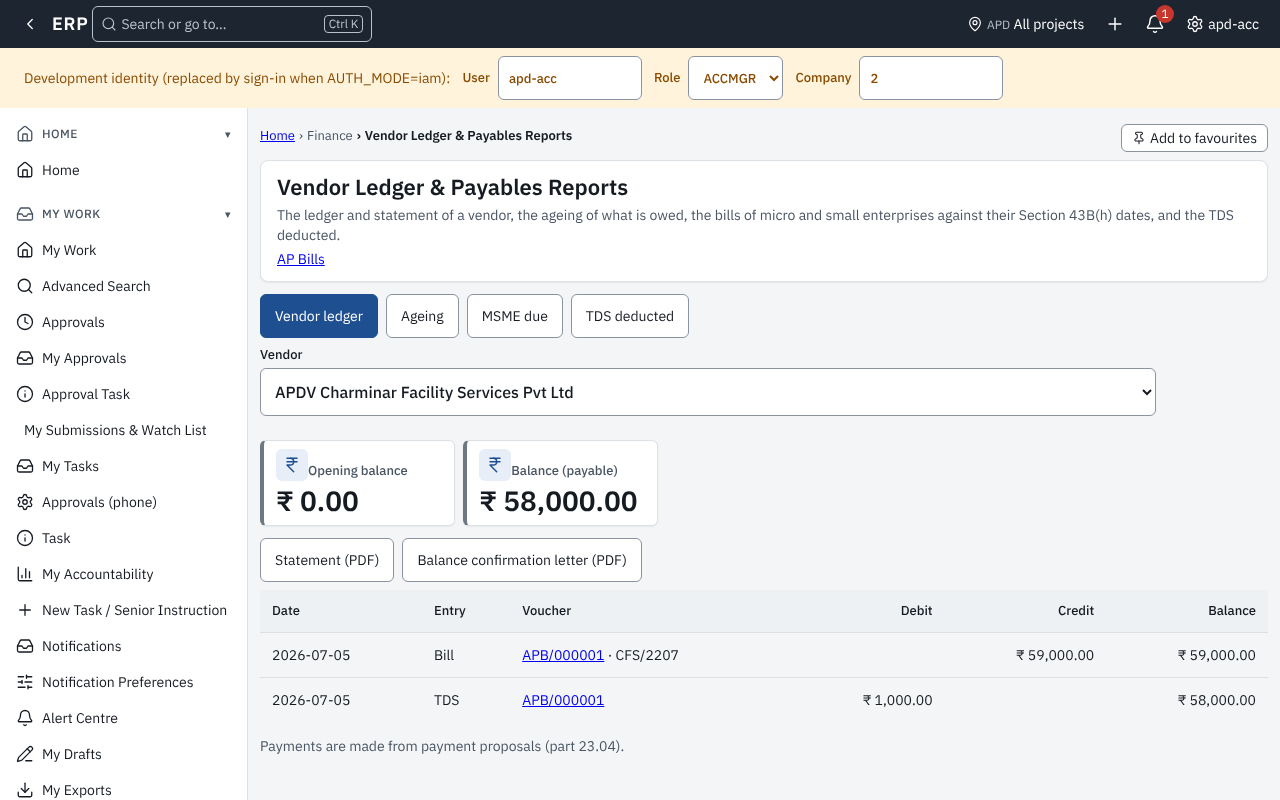 ERP
Search or go to...
Ctrl K
APD All projects
1
apd-acc
Development identity (replaced by sign-in when AUTH_MODE=iam):
User
apd-acc
Role
ACCMGR
Company
2
HOME
Home
MY WORK
My Work
Advanced Search
Approvals
My Approvals
Approval Task
My Submissions & Watch List
My Tasks
Approvals (phone)
Task
My Accountability
New Task / Senior Instruction
Notifications
Notification Preferences
Alert Centre
My Drafts
My Exports
Home › Finance › Vendor Ledger & Payables Reports
Add to favourites
Vendor Ledger & Payables Reports
The ledger and statement of a vendor, the ageing of what is owed, the bills of micro and small enterprises against their Section 43B(h) dates, and the TDS
deducted.
AP Bills
Vendor ledger
Ageing
MSME due
TDS deducted
Vendor
APDV Charminar Facility Services Pvt Ltd
₹ Opening balance
₹ 0.00
₹ Balance (payable)
₹ 58,000.00
Statement (PDF)
Balance confirmation letter (PDF)
Date Entry Voucher Debit Credit Balance
2026-07-05 Bill APB/000001 · CFS/2207 ₹ 59,000.00 ₹ 59,000.00
2026-07-05 TDS APB/000001 ₹ 1,000.00 ₹ 58,000.00
Payments are made from payment proposals (part 23.04).